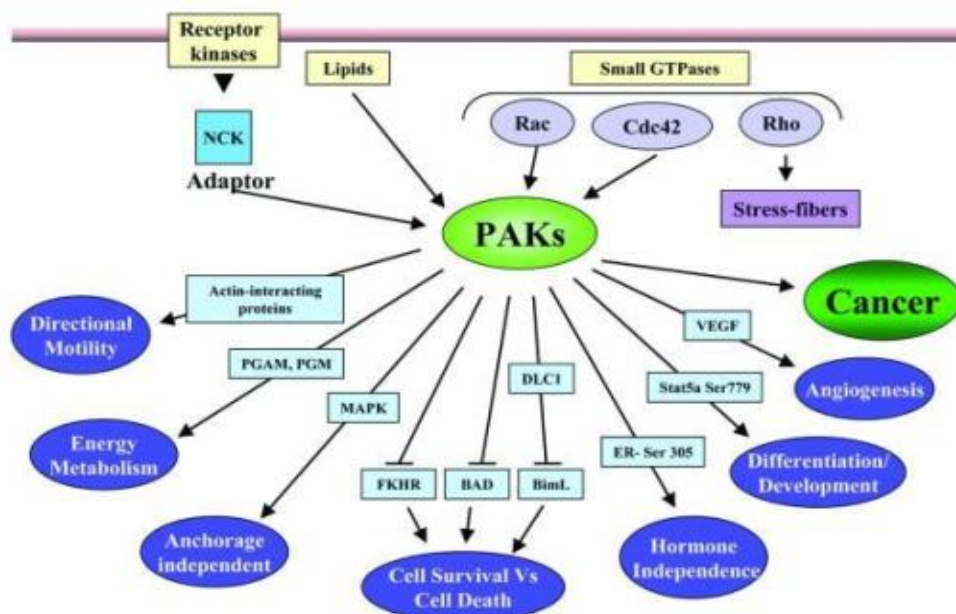 Receptor
kinases
Lipids
Small GTPases
Rac
Cdc42
Rho
NCK
Adaptor
Stress-fibers
PAKs
Cancer
Actin-interacting
proteins
Directional
Motility
VEGF
PGAM, PGM
DLC1
Stat5a Ser779
Angiogenesis
MAPK
Energy
Metabolism
ER- Ser 305
Differentiation/
Development
FKHR
BAD
BimL
Anchorage
independent
Cell Survival Vs
Cell Death
Hormone
Independence